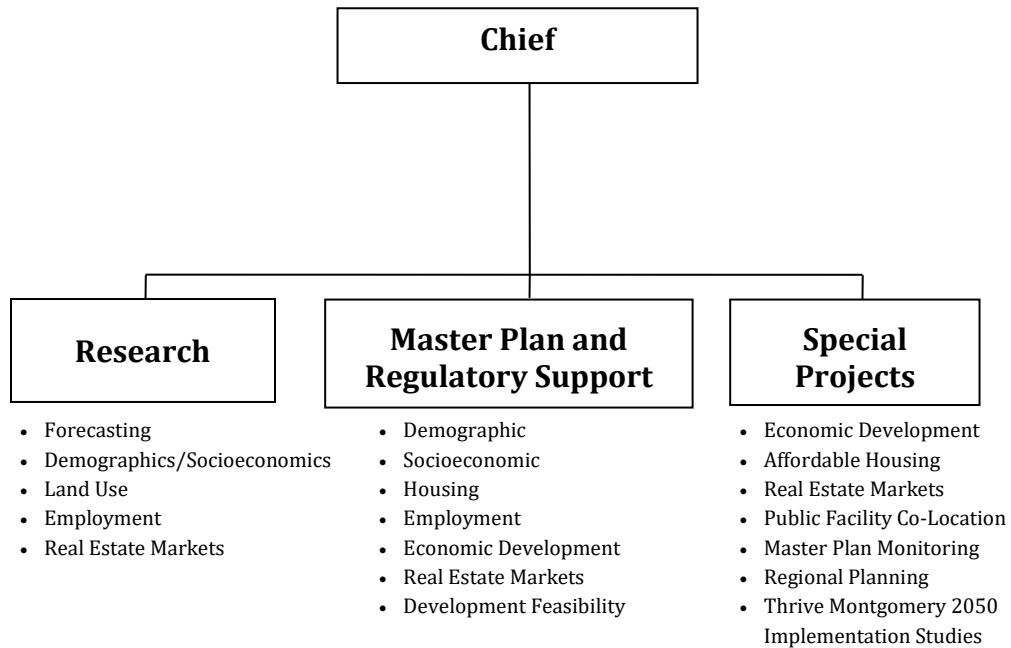 Chief
Research
Master Plan and
Regulatory Support
Special
Projects
• Forecasting
• Demographics/Socioeconomics
• Land Use
• Employment
• Real Estate Markets
• Demographic
• Socioeconomic
• Housing
• Employment
• Economic Development
• Real Estate Markets
• Development Feasibility
• Economic Development
• Affordable Housing
• Real Estate Markets
• Public Facility Co-Location
• Master Plan Monitoring
• Regional Planning
• Thrive Montgomery 2050
Implementation Studies